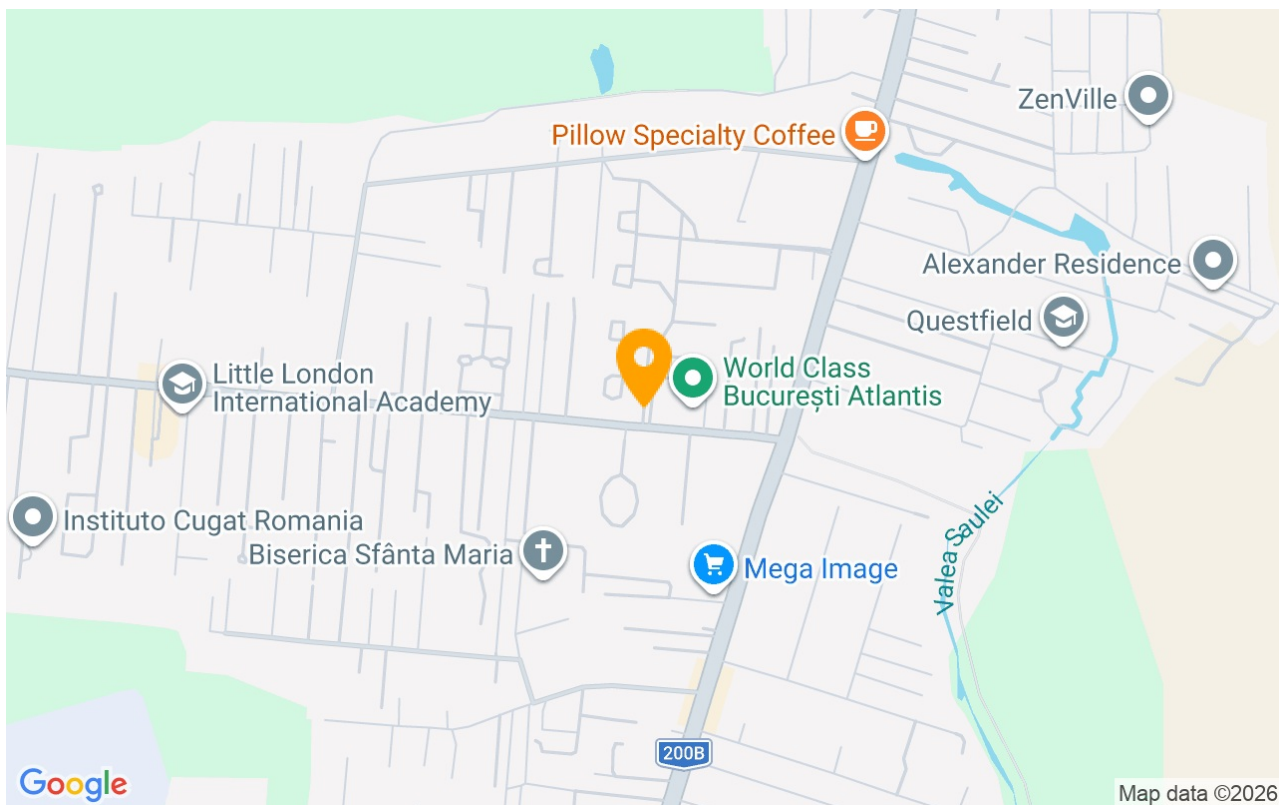 ZenVille
Pillow Specialty Coffee
Alexander Residence
Questfield
World Class
București Atlantis
Little London
International Academy
Instituto Cugat Romania
Biserica Sfânta Maria
Mega Image
Valea Saulei
200B
Google
Map data ©2026